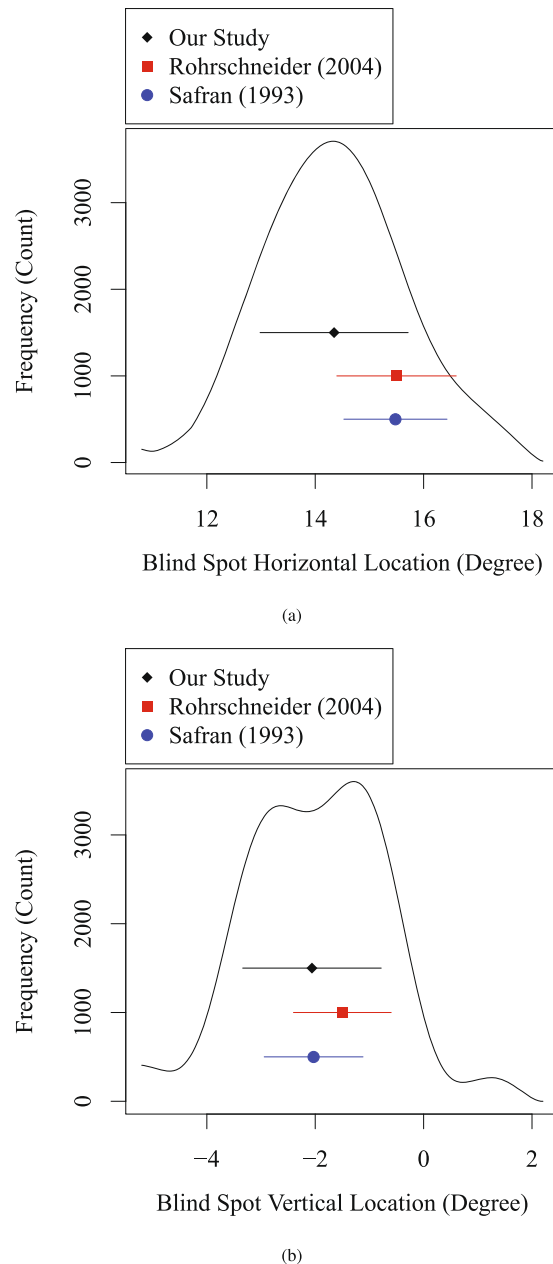 Our Study
Rohrschneider (2004)
Safran (1993)
Frequency (Count)
3000
2000
1000
0
12 14 16 18
Blind Spot Horizontal Location (Degree)
(a)
Our Study
Rohrschneider (2004)
Safran (1993)
Frequency (Count)
3000
2000
1000
0
−4 −2 0 2
Blind Spot Vertical Location (Degree)
(b)